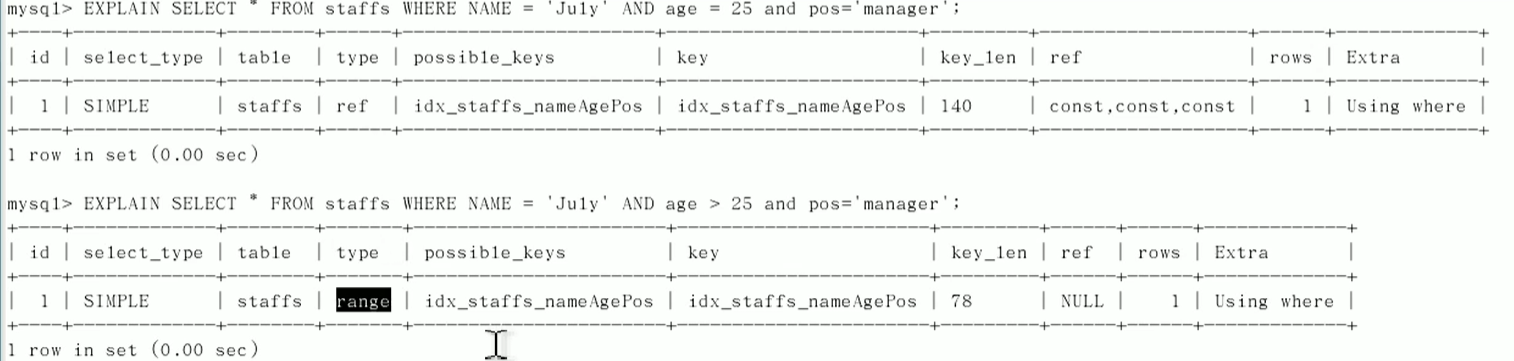 mysql> EXPLAIN SELECT * FROM staffs WHERE NAME = 'July' AND age = 25 and pos='manager';
+----+-------------+--------+------+-----------------------+-----------------------+---------+-------------------+------+-------------+
| id | select_type | table | type | possible_keys | key | key_len | ref | rows | Extra |
+----+-------------+--------+------+-----------------------+-----------------------+---------+-------------------+------+-------------+
| 1 | SIMPLE | staffs | ref | idx_staffs_nameAgePos | idx_staffs_nameAgePos | 140 | const,const,const | 1 | Using where |
+----+-------------+--------+------+-----------------------+-----------------------+---------+-------------------+------+-------------+
1 row in set (0.00 sec)
mysql> EXPLAIN SELECT * FROM staffs WHERE NAME = 'July' AND age > 25 and pos='manager';
+----+-------------+--------+-------+-----------------------+-----------------------+---------+------+------+-------------+
| id | select_type | table | type | possible_keys | key | key_len | ref | rows | Extra |
+----+-------------+--------+-------+-----------------------+-----------------------+---------+------+------+-------------+
| 1 | SIMPLE | staffs | range | idx_staffs_nameAgePos | idx_staffs_nameAgePos | 78 | NULL | 1 | Using where |
+----+-------------+--------+-------+-----------------------+-----------------------+---------+------+------+-------------+
1 row in set (0.00 sec)